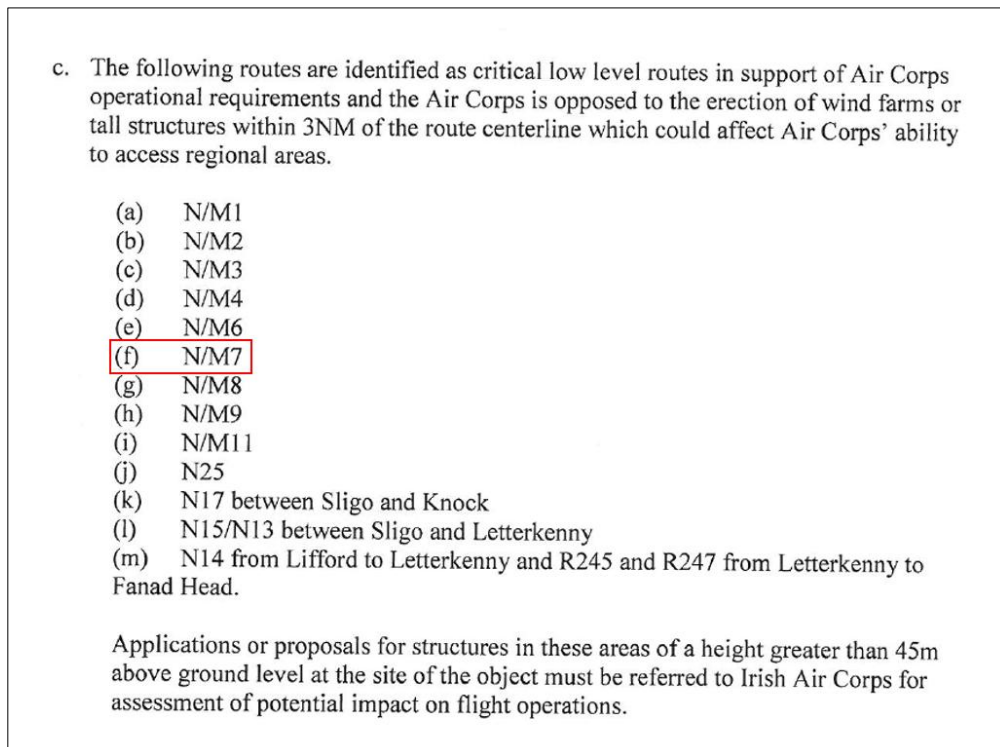 c. The following routes are identified as critical low level routes in support of Air Corps
operational requirements and the Air Corps is opposed to the erection of wind farms or
tall structures within 3NM of the route centerline which could affect Air Corps' ability
to access regional areas.
(a) N/M1
(b) N/M2
(c) N/M3
(d) N/M4
(e) N/M6
(f) N/M7
(g) N/M8
(h) N/M9
(i) N/M11
(j) N25
(k) N17 between Sligo and Knock
(l) N15/N13 between Sligo and Letterkenny
(m) N14 from Lifford to Letterkenny and R245 and R247 from Letterkenny to
Fanad Head.
Applications or proposals for structures in these areas of a height greater than 45m
above ground level at the site of the object must be referred to Irish Air Corps for
assessment of potential impact on flight operations.